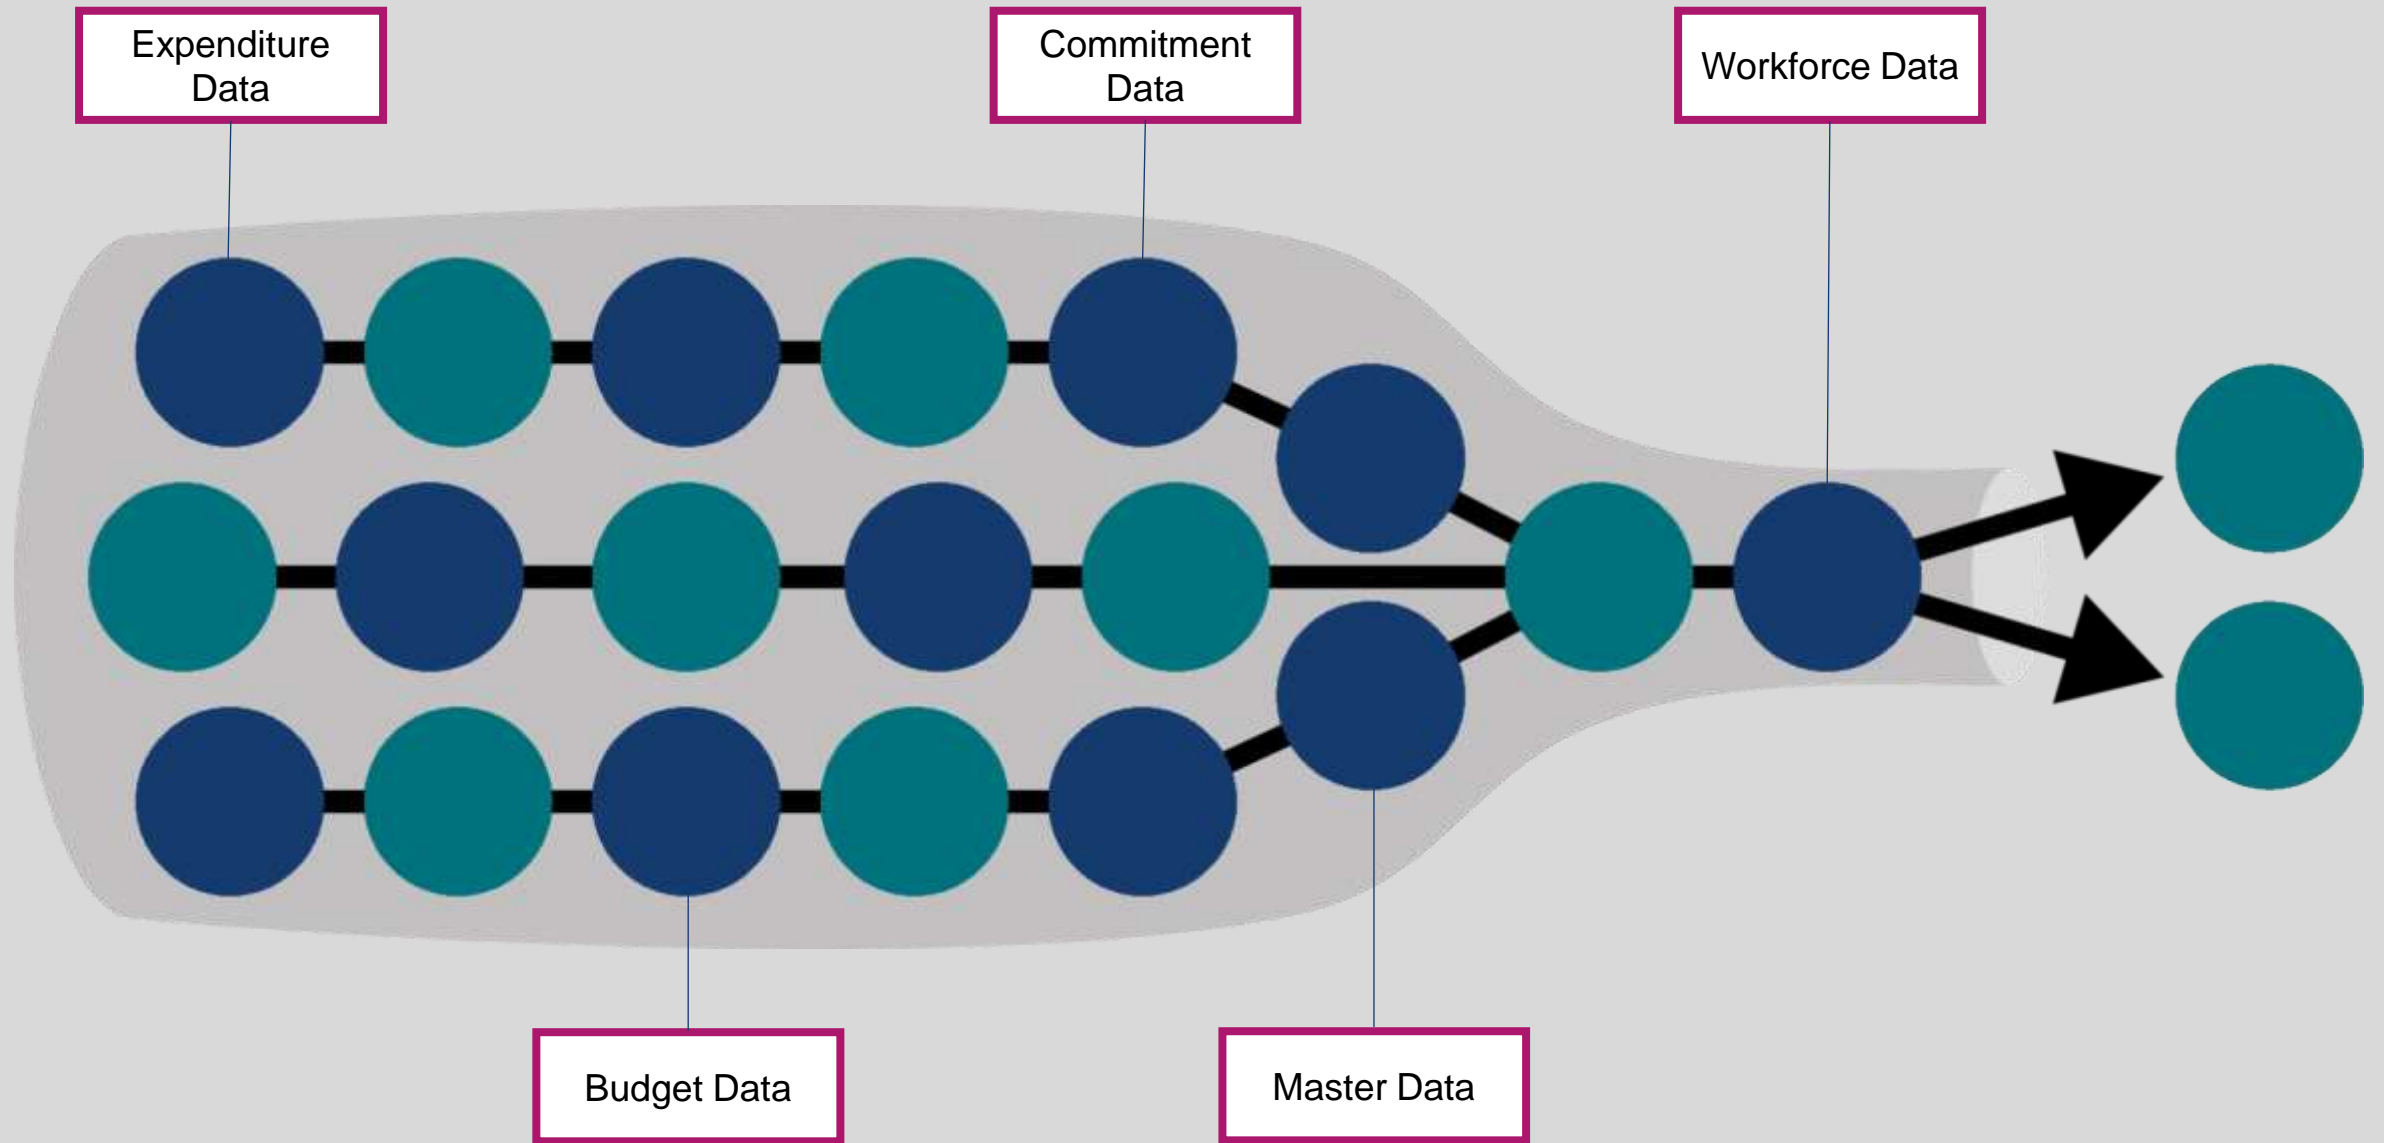 Expenditure
Data
Commitment
Data
Workforce Data
Budget Data
Master Data